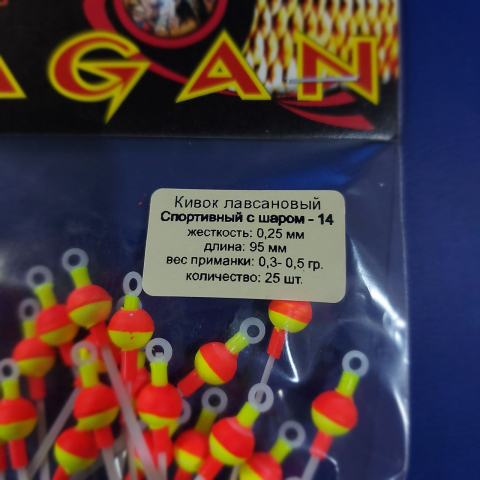 AGAN
Кивок лавсановый
Спортивный с шаром - 14
жесткость: 0,25 мм
длина: 95 мм
вес приманки: 0,3- 0,5 гр.
количество: 25 шт.